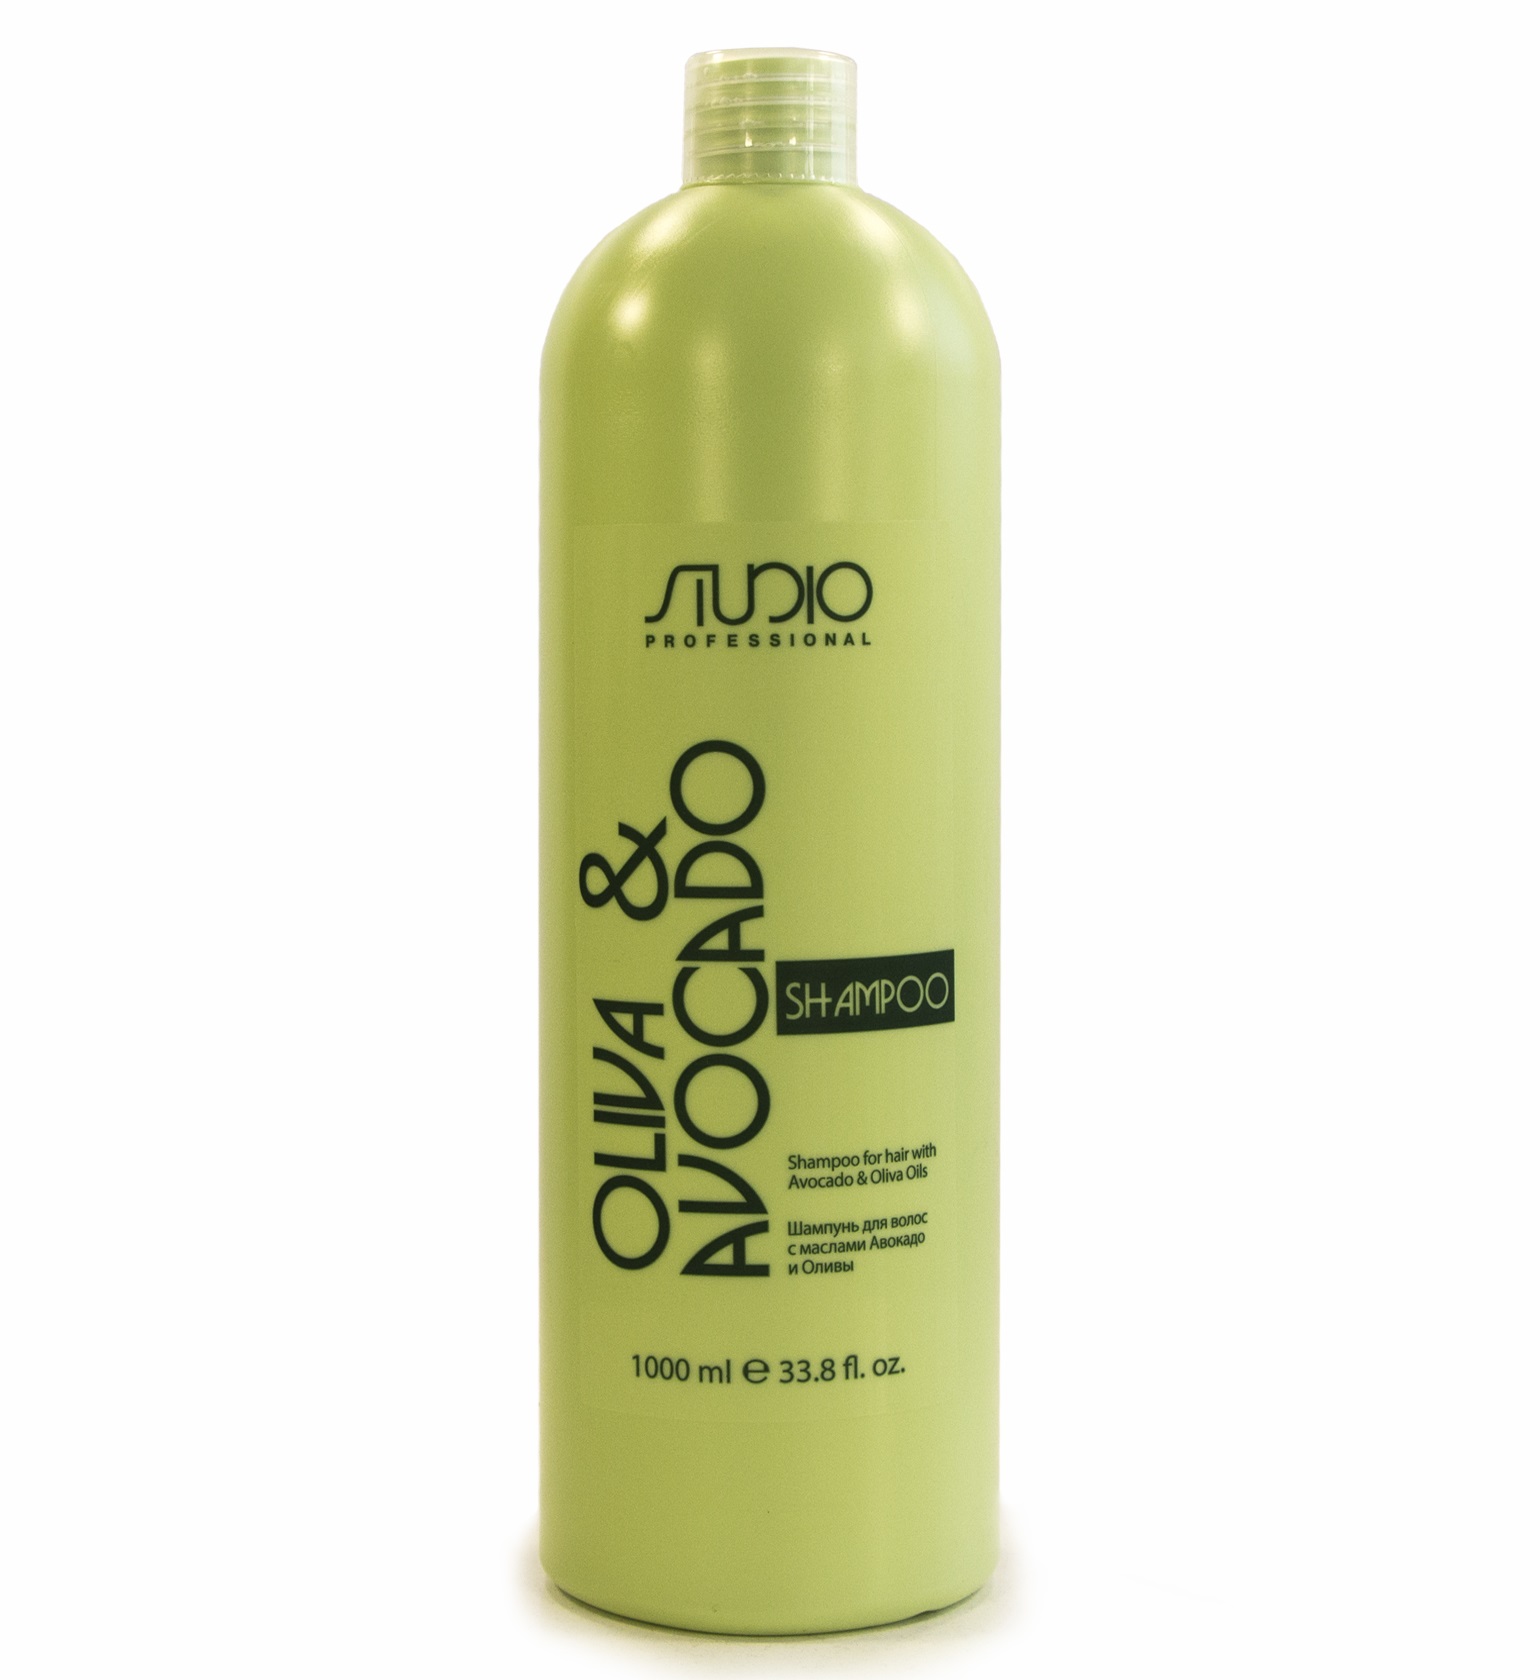 STUDIO
PROFESSIONAL
OLIVA &
AVOCADO
SHAMPOO
Shampoo for hair with
Avocado & Oliva Oils
Шампунь для волос
с маслами Авокадо
и Оливы
1000 ml ℮ 33.8 fl. oz.